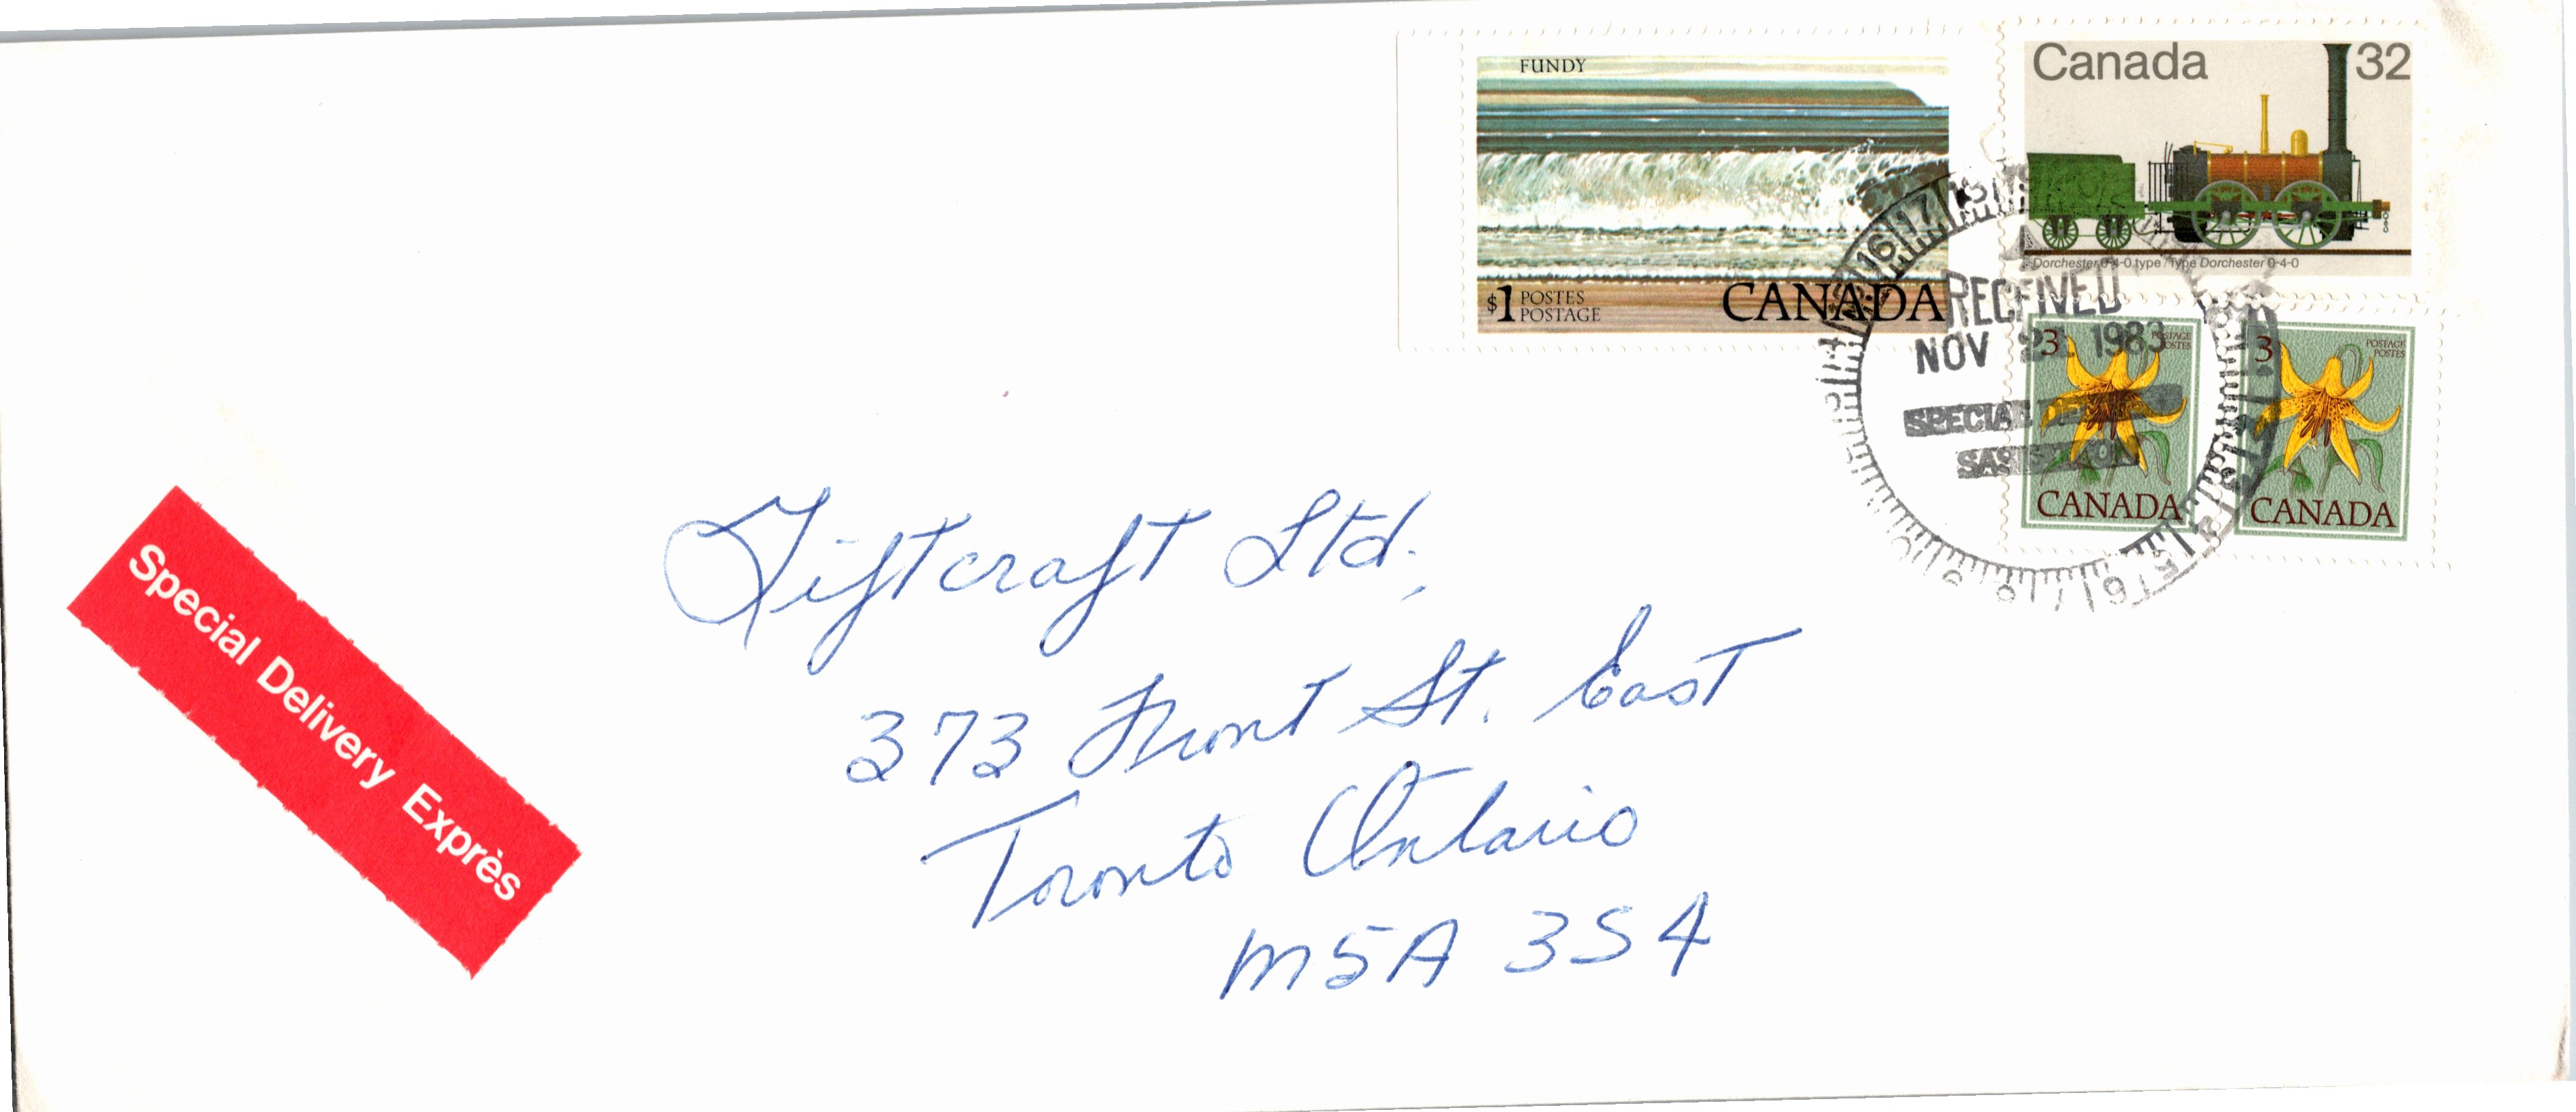 FUNDY
$1 POSTES
POSTAGE
CANADA
Canada 32
Dorchester 0-4-0 type / Type Dorchester 0-4-0
RECEIVED
NOV 1983
SPECIAL
3 POSTAGE
POSTES
CANADA
3 POSTAGE
POSTES
CANADA
Special Delivery Exprès
Giftcraft Ltd.,
373 Front St. East
Toronto Ontario
M5A 3S4